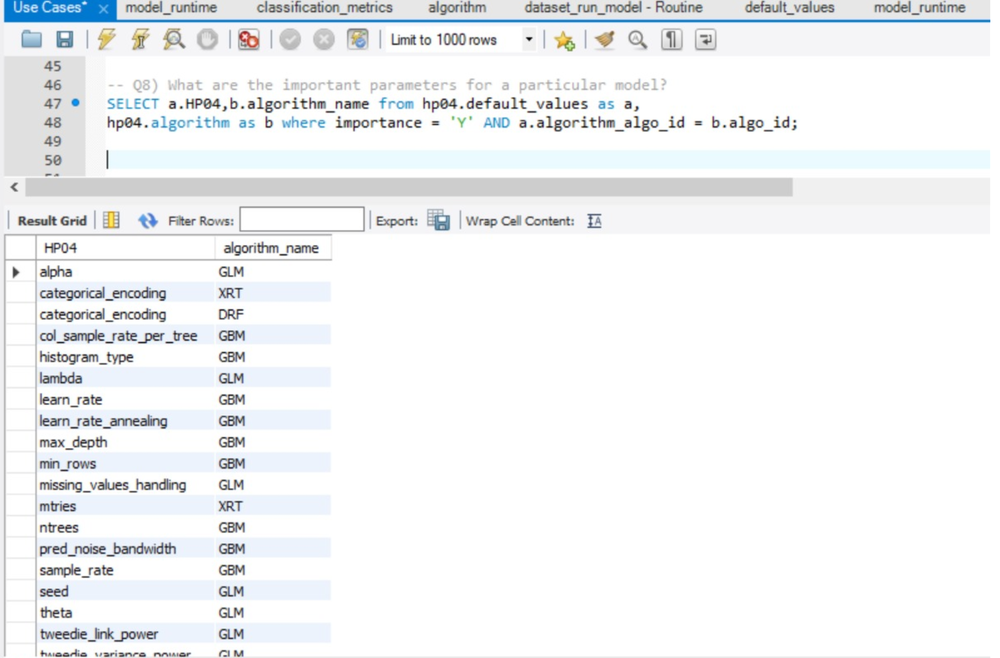 Use Cases* model_runtime classification_metrics algorithm dataset_run_model - Routine default_values model_runtime
Limit to 1000 rows
45
46 -- Q8) What are the important parameters for a particular model?
47 SELECT a.HP04,b.algorithm_name from hp04.default_values as a,
48 hp04.algorithm as b where importance = 'Y' AND a.algorithm_algo_id = b.algo_id;
49
50
51
Result Grid Filter Rows: Export: Wrap Cell Content:
HP04 algorithm_name
alpha GLM
categorical_encoding XRT
categorical_encoding DRF
col_sample_rate_per_tree GBM
histogram_type GBM
lambda GLM
learn_rate GBM
learn_rate_annealing GBM
max_depth GBM
min_rows GBM
missing_values_handling GLM
mtries XRT
ntrees GBM
pred_noise_bandwidth GBM
sample_rate GBM
seed GLM
theta GLM
tweedie_link_power GLM
tweedie_variance_power GLM